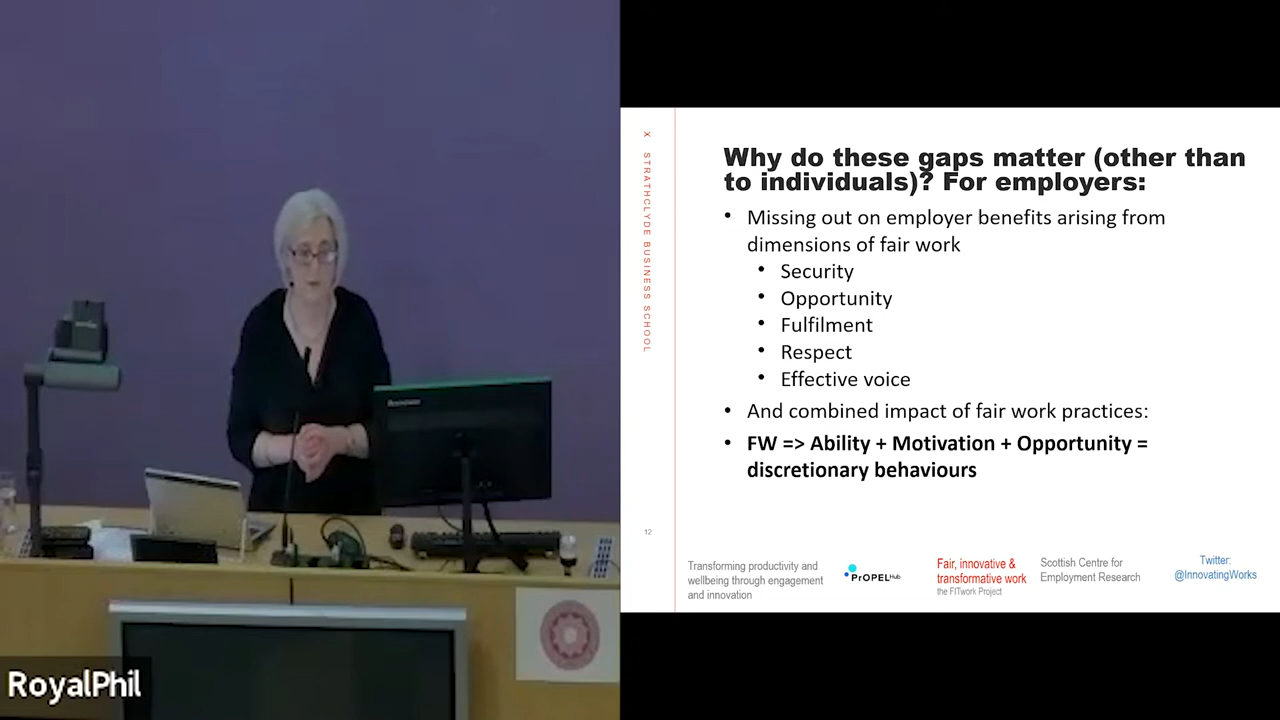 X STRATHCLYDE BUSINESS SCHOOL
Why do these gaps matter (other than
to individuals)? For employers:
• Missing out on employer benefits arising from
dimensions of fair work
• Security
• Opportunity
• Fulfilment
• Respect
• Effective voice
• And combined impact of fair work practices:
• FW => Ability + Motivation + Opportunity =
discretionary behaviours
12
Transforming productivity and
wellbeing through engagement
and innovation
PrOPEL Hub
Fair, innovative &
transformative work
the FITwork Project
Scottish Centre for
Employment Research
Twitter:
@InnovatingWorks
RoyalPhil